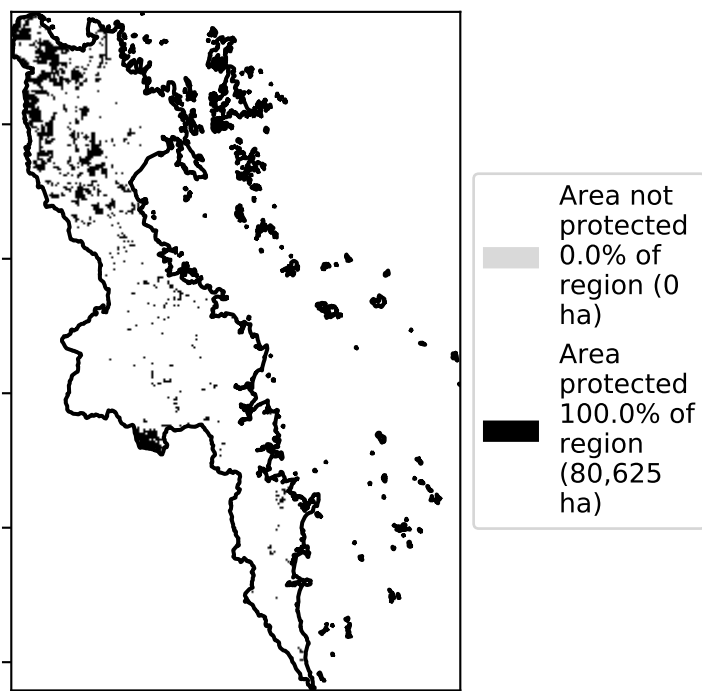 Area not
protected
0.0% of
region (0
ha)
Area
protected
100.0% of
region
(80,625
ha)